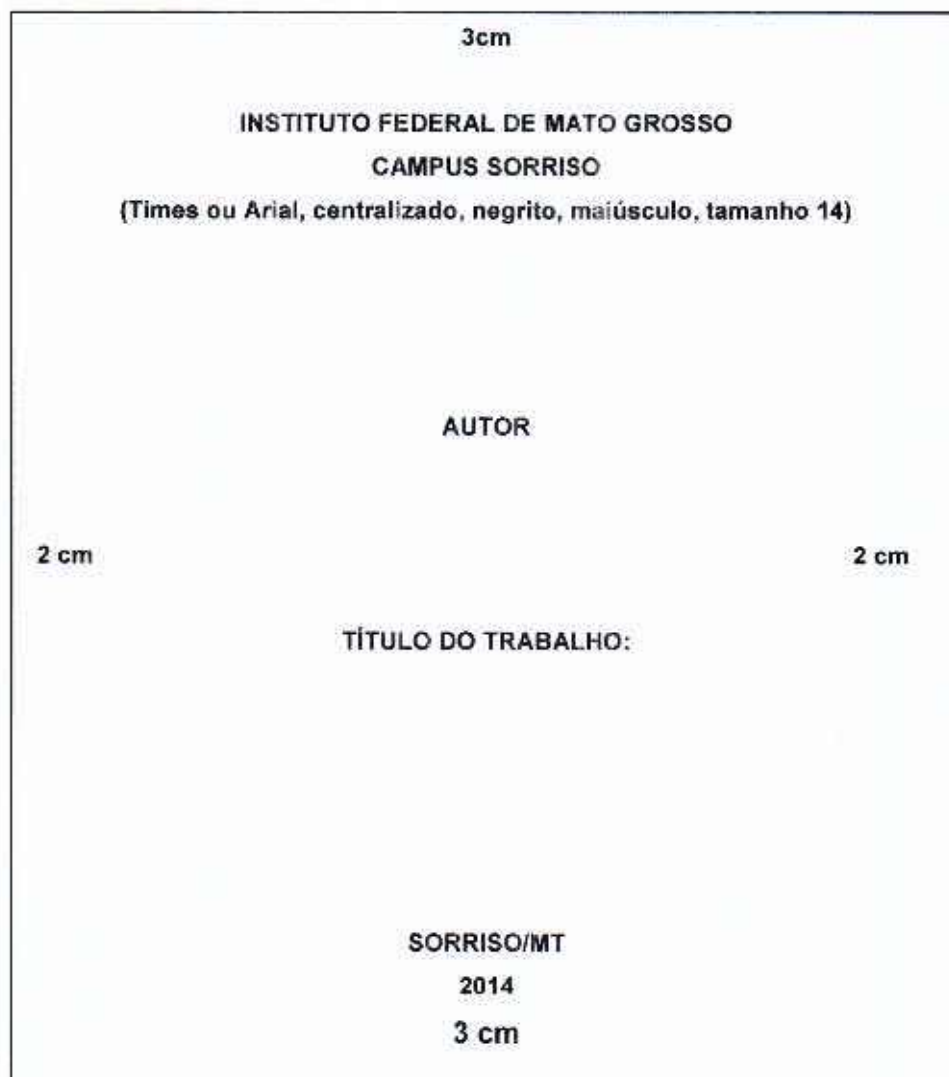 3cm
INSTITUTO FEDERAL DE MATO GROSSO
CAMPUS SORRISO
(Times ou Arial, centralizado, negrito, maiúsculo, tamanho 14)
AUTOR
2 cm 2 cm
TÍTULO DO TRABALHO:
SORRISO/MT
2014
3 cm